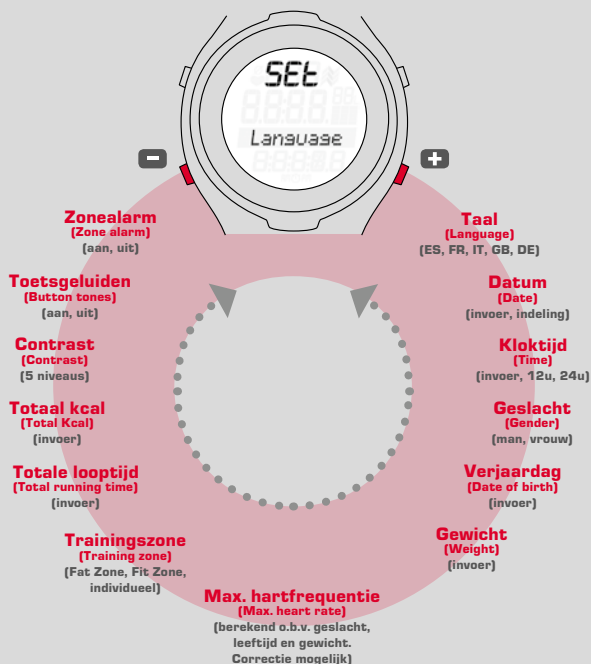 SEt
Language
Taal
(Language)
(ES, FR, IT, GB, DE)
Datum
(Date)
(invoer, indeling)
Kloktijd
(Time)
(invoer, 12u, 24u)
Geslacht
(Gender)
(man, vrouw)
Verjaardag
(Date of birth)
(invoer)
Gewicht
(Weight)
(invoer)
Max. hartfrequentie
(Max. heart rate)
(berekend o.b.v. geslacht,
leeftijd en gewicht.
Correctie mogelijk)
Trainingszone
(Training zone)
(Fat Zone, Fit Zone,
individueel)
Totale looptijd
(Total running time)
(invoer)
Totaal kcal
(Total Kcal)
(invoer)
Contrast
(Contrast)
(5 niveaus)
Toetsgeluiden
(Button tones)
(aan, uit)
Zonealarm
(Zone alarm)
(aan, uit)